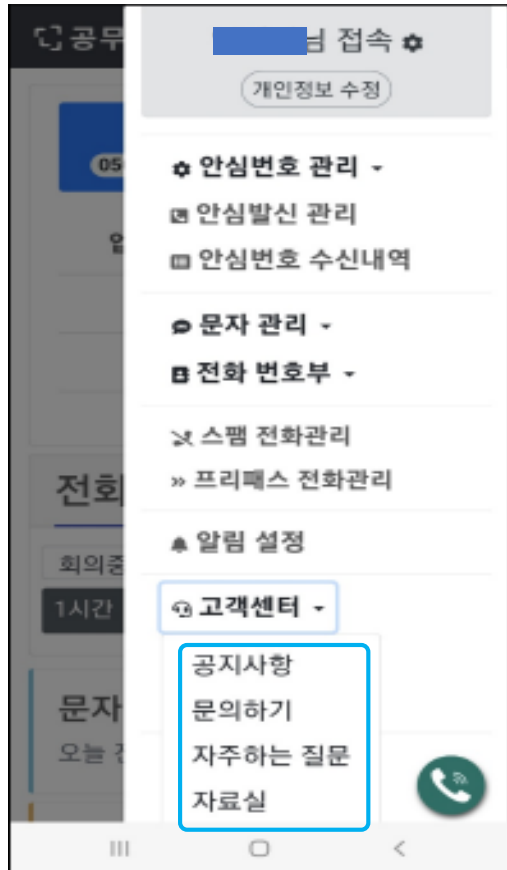 공무
님 접속
개인정보 수정
05
안심번호 관리
안심발신 관리
안심번호 수신내역
문자 관리
전화 번호부
스팸 전화관리
프리패스 전화관리
전화
알림 설정
회의중
1시간
고객센터
공지사항
문의하기
문자
오늘
자주하는 질문
자료실